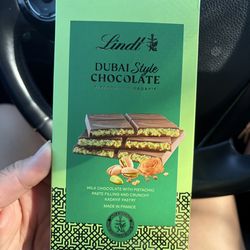 Lindt
DUBAI Style
CHOCOLATE
MILK CHOCOLATE WITH PISTACHIO
PASTE FILLING AND CRUNCHY
KADAYIF PASTRY
MADE IN FRANCE